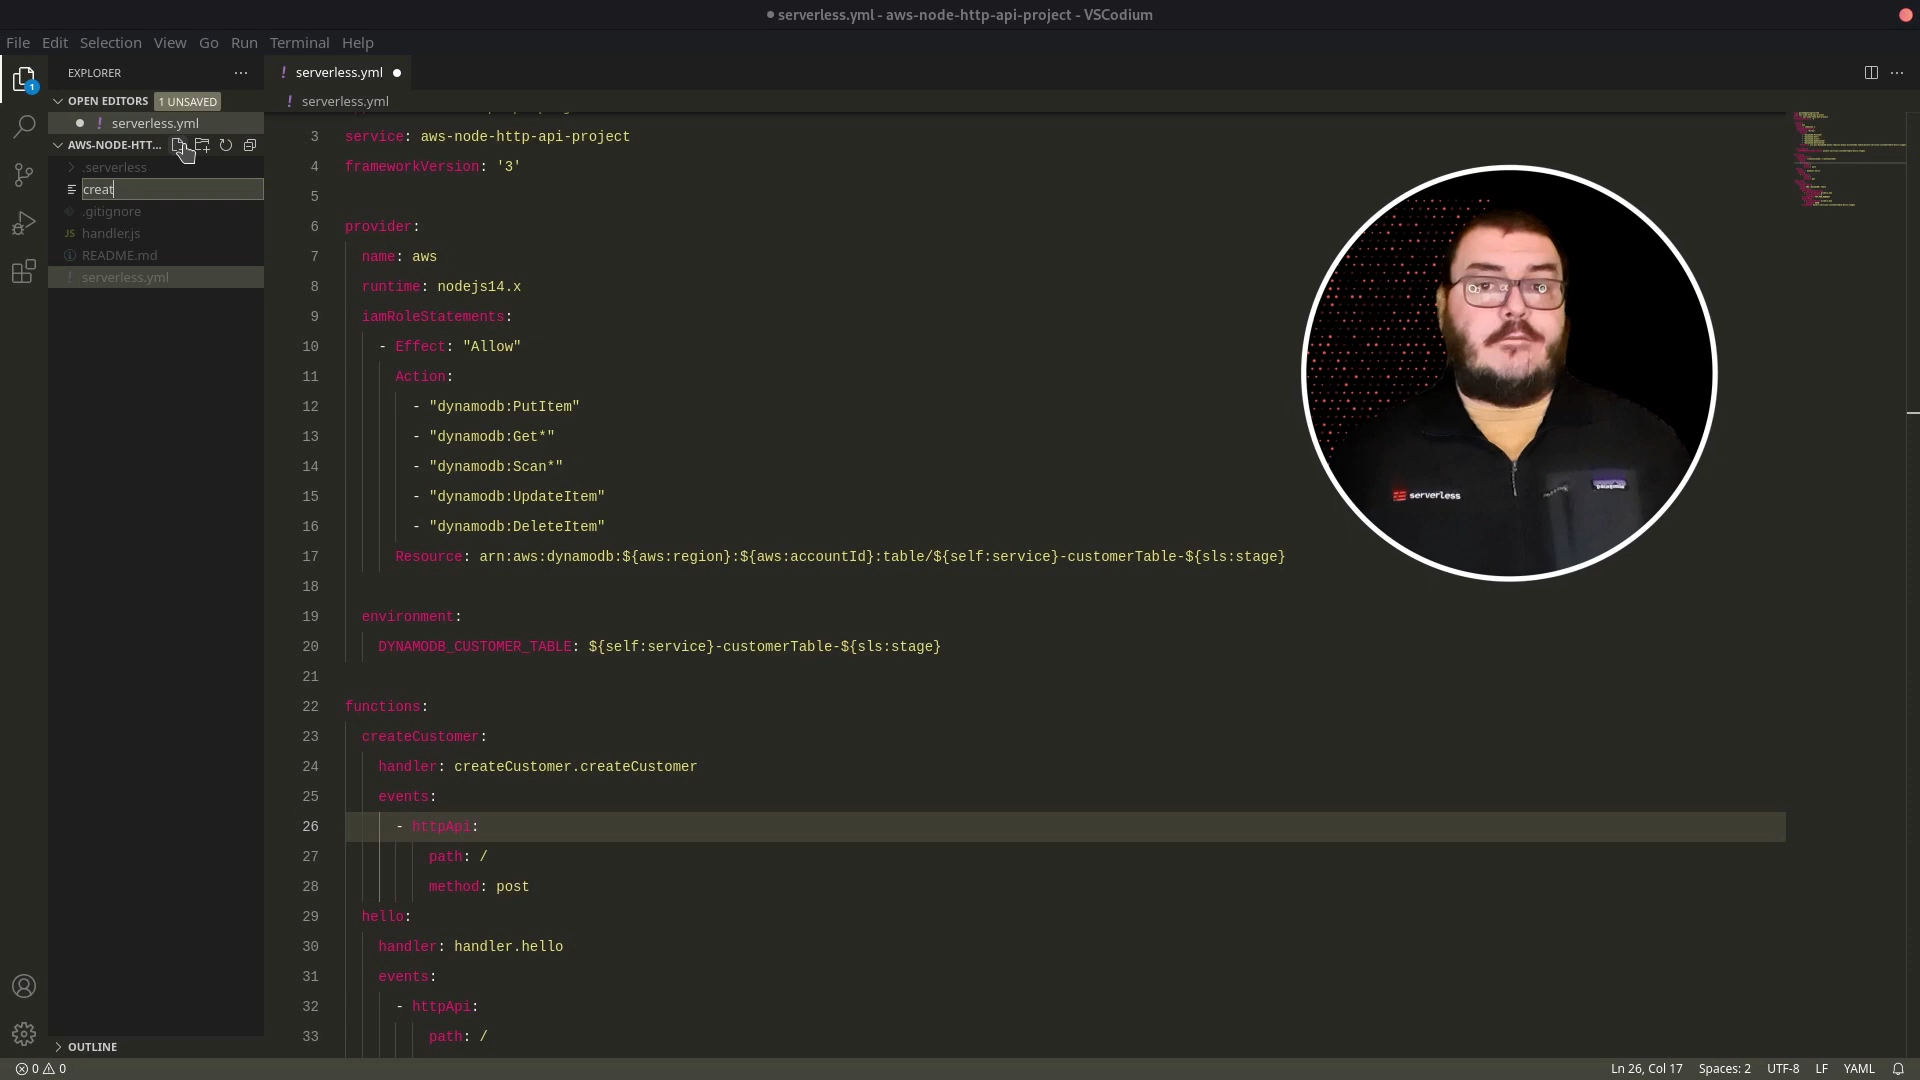 serverless.yml - aws-node-http-api-project - VSCodium
File Edit Selection View Go Run Terminal Help
EXPLORER
serverless.yml
OPEN EDITORS 1 UNSAVED
serverless.yml
serverless.yml
AWS-NODE-HTT...
.serverless
creat
.gitignore
JS handler.js
README.md
serverless.yml
3 service: aws-node-http-api-project
4 frameworkVersion: '3'
5
6 provider:
7 name: aws
8 runtime: nodejs14.x
9 iamRoleStatements:
10 - Effect: "Allow"
11 Action:
12 - "dynamodb:PutItem"
13 - "dynamodb:Get*"
14 - "dynamodb:Scan*"
15 - "dynamodb:UpdateItem"
16 - "dynamodb:DeleteItem"
17 Resource: arn:aws:dynamodb:${aws:region}:${aws:accountId}:table/${self:service}-customerTable-${sls:stage}
18
19 environment:
20 DYNAMODB_CUSTOMER_TABLE: ${self:service}-customerTable-${sls:stage}
21
22 functions:
23 createCustomer:
24 handler: createCustomer.createCustomer
25 events:
26 - httpApi:
27 path: /
28 method: post
29 hello:
30 handler: handler.hello
31 events:
32 - httpApi:
33 path: /
serverless
patagonia
OUTLINE
0 0
Ln 26, Col 17 Spaces: 2 UTF-8 LF YAML
1